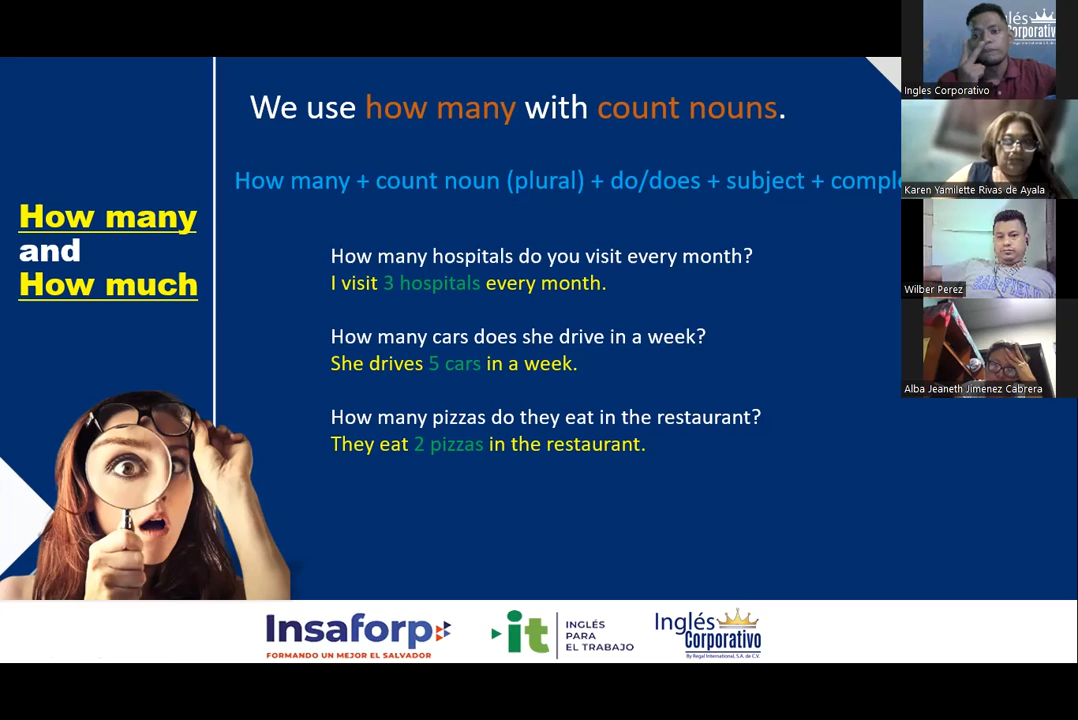 We use how many with count nouns.
How many + count noun (plural) + do/does + subject + comple
How many
and
How much
How many hospitals do you visit every month?
I visit 3 hospitals every month.
How many cars does she drive in a week?
She drives 5 cars in a week.
How many pizzas do they eat in the restaurant?
They eat 2 pizzas in the restaurant.
Insaforp
FORMANDO UN MEJOR EL SALVADOR
it
INGLÉS
PARA
EL TRABAJO
Inglés
Corporativo
By Regal International, S.A. de C.V.
Ingles Corporativo
Karen Yamilette Rivas de Ayala
Wilber Perez
Alba Jeaneth Jimenez Cabrera